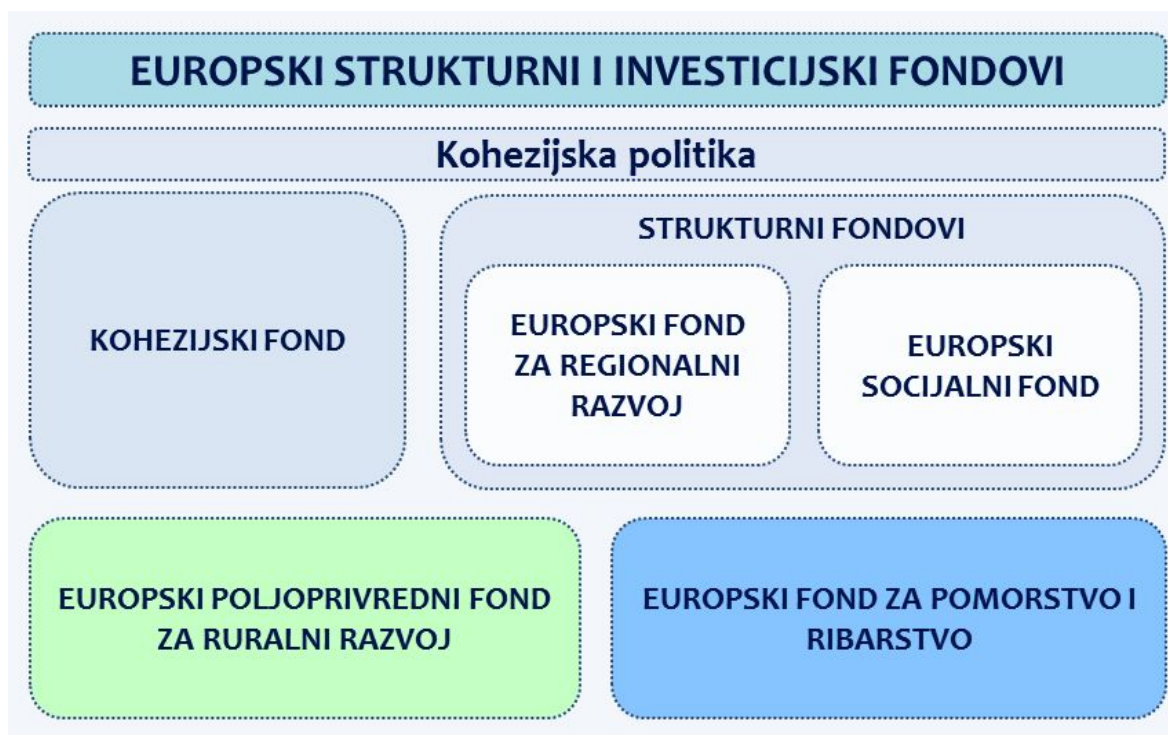 EUROPSKI STRUKTURNI I INVESTICIJSKI FONDOVI
Kohezijska politika
KOHEZIJSKI FOND
STRUKTURNI FONDOVI
EUROPSKI FOND
ZA REGIONALNI
RAZVOJ
EUROPSKI
SOCIJALNI FOND
EUROPSKI POLJOPRIVREDNI FOND
ZA RURALNI RAZVOJ
EUROPSKI FOND ZA POMORSTVO I
RIBARSTVO